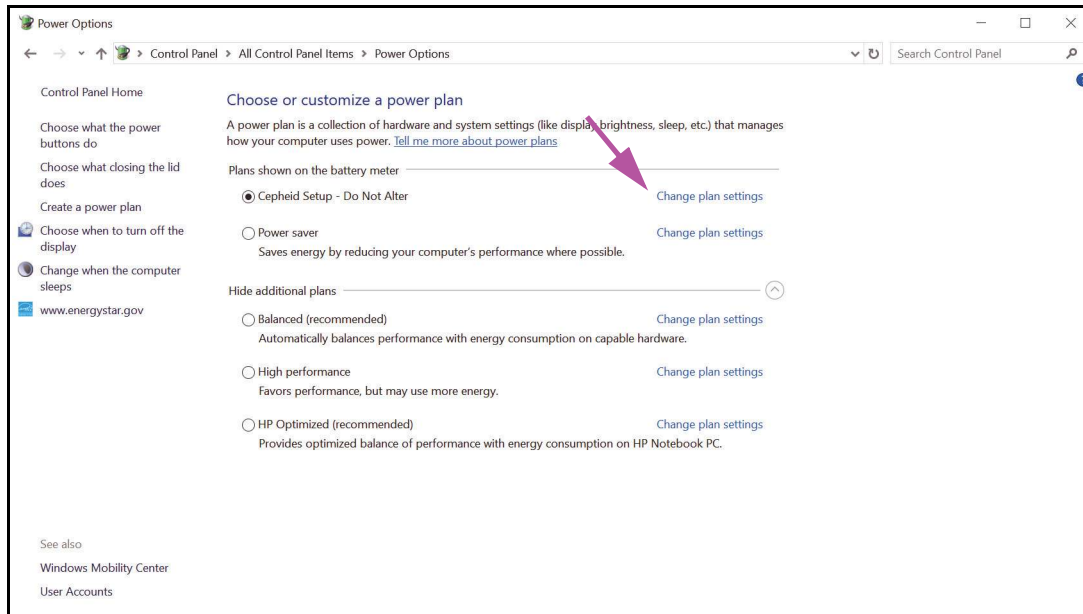 Power Options
Control Panel > All Control Panel Items > Power Options
Search Control Panel
Control Panel Home
Choose what the power
buttons do
Choose what closing the lid
does
Create a power plan
Choose when to turn off the
display
Change when the computer
sleeps
www.energystar.gov
Choose or customize a power plan
A power plan is a collection of hardware and system settings (like display brightness, sleep, etc.) that manages
how your computer uses power. Tell me more about power plans
Plans shown on the battery meter
Cepheid Setup - Do Not Alter Change plan settings
Power saver Change plan settings
Saves energy by reducing your computer's performance where possible.
Hide additional plans
Balanced (recommended) Change plan settings
Automatically balances performance with energy consumption on capable hardware.
High performance Change plan settings
Favors performance, but may use more energy.
HP Optimized (recommended) Change plan settings
Provides optimized balance of performance with energy consumption on HP Notebook PC.
See also
Windows Mobility Center
User Accounts